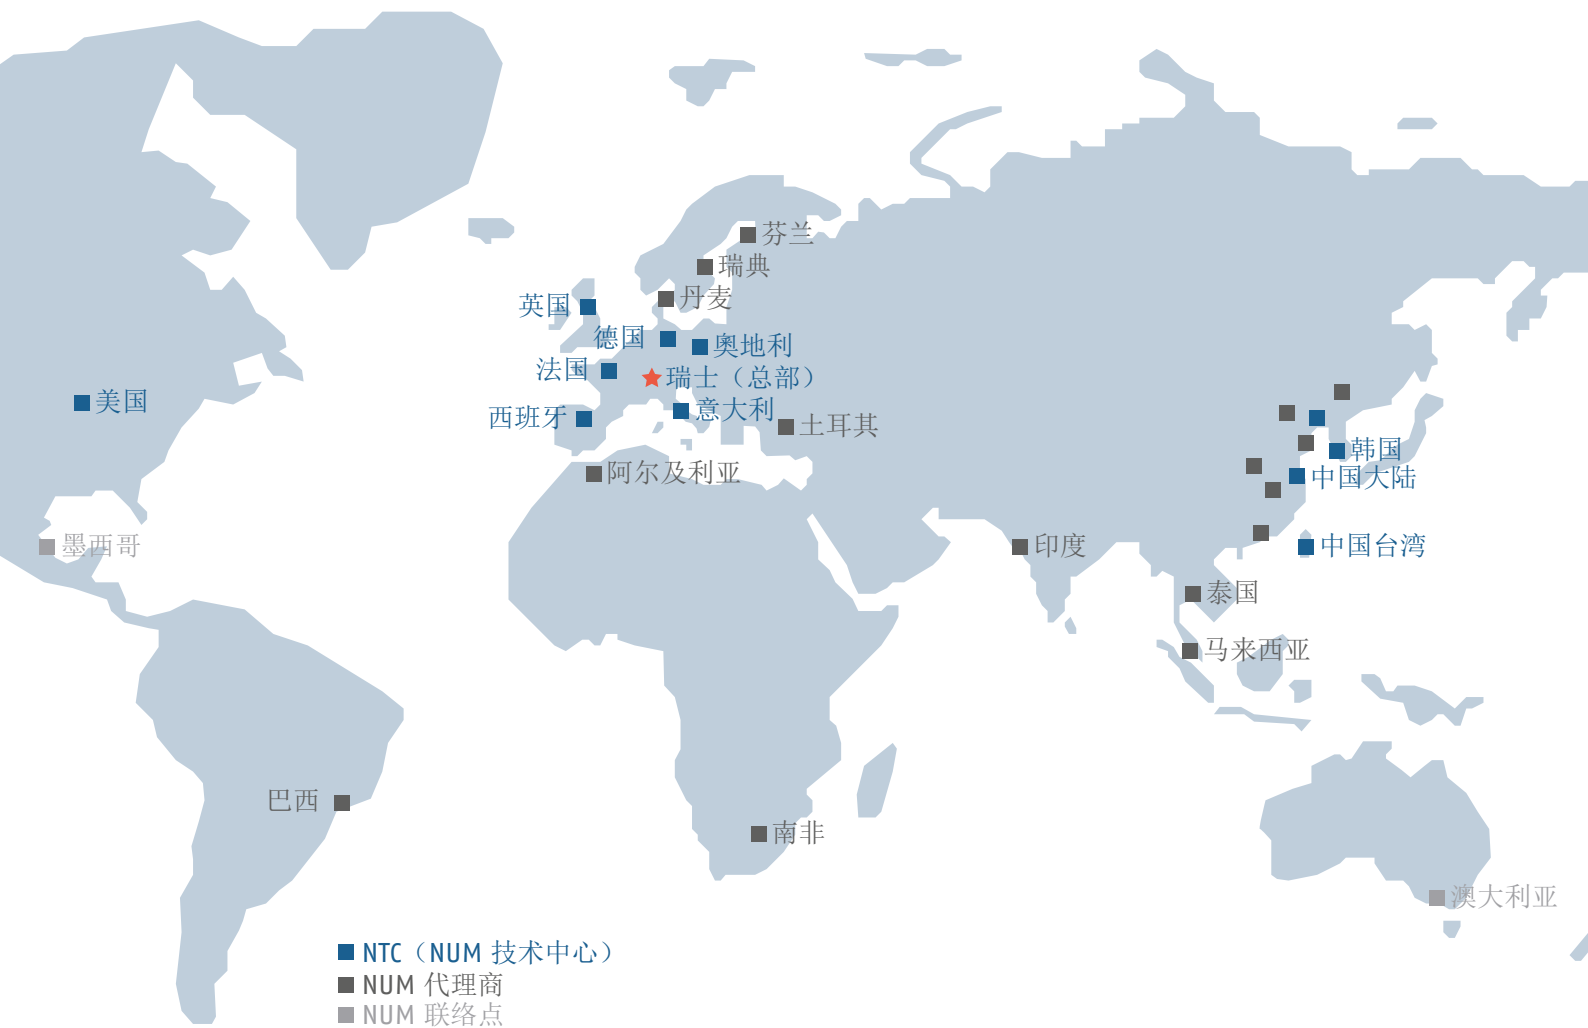 芬兰
瑞典
丹麦
英国
德国
奥地利
法国
瑞士（总部）
美国
意大利
西班牙
土耳其
韩国
阿尔及利亚
中国大陆
墨西哥
印度
中国台湾
泰国
马来西亚
巴西
南非
澳大利亚
NTC（NUM 技术中心）
NUM 代理商
NUM 联络点